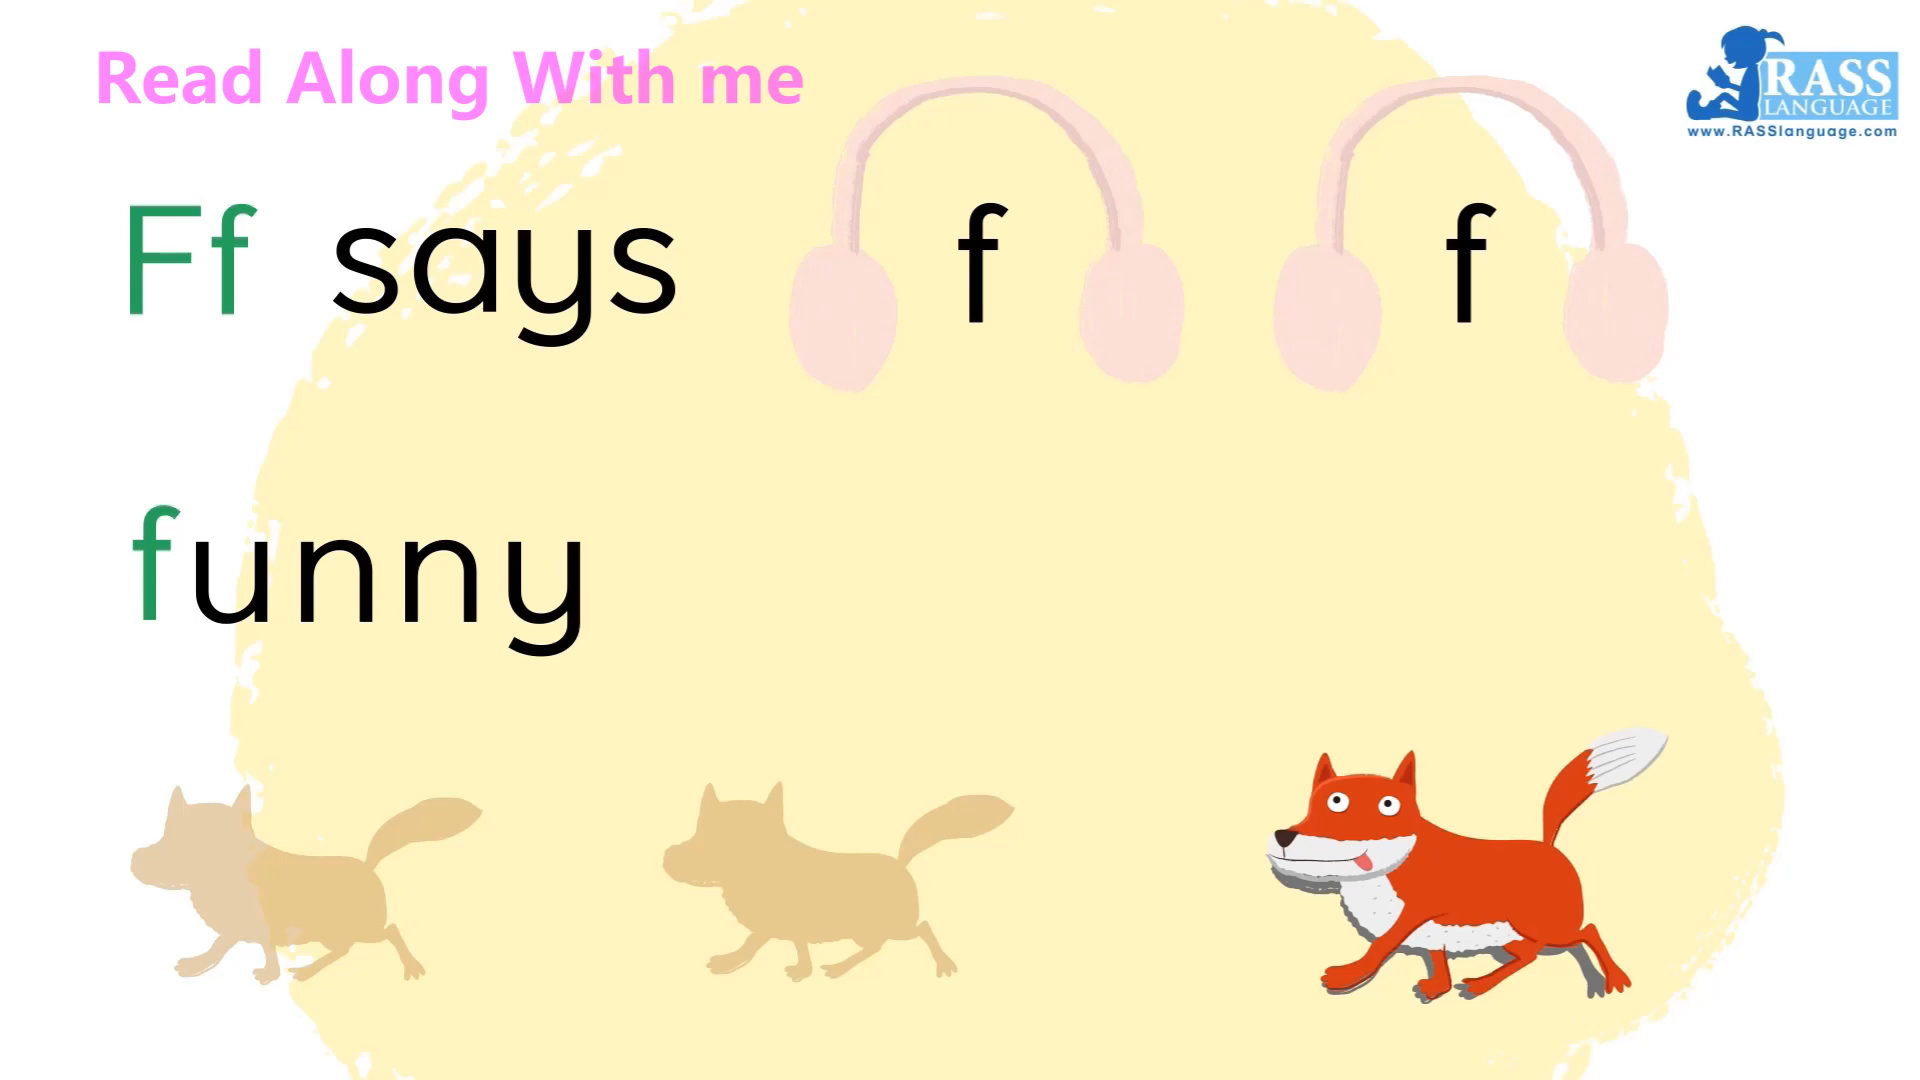 Read Along With me
RASS
LANGUAGE
www.RASSlanguage.com
Ff says f f
funny